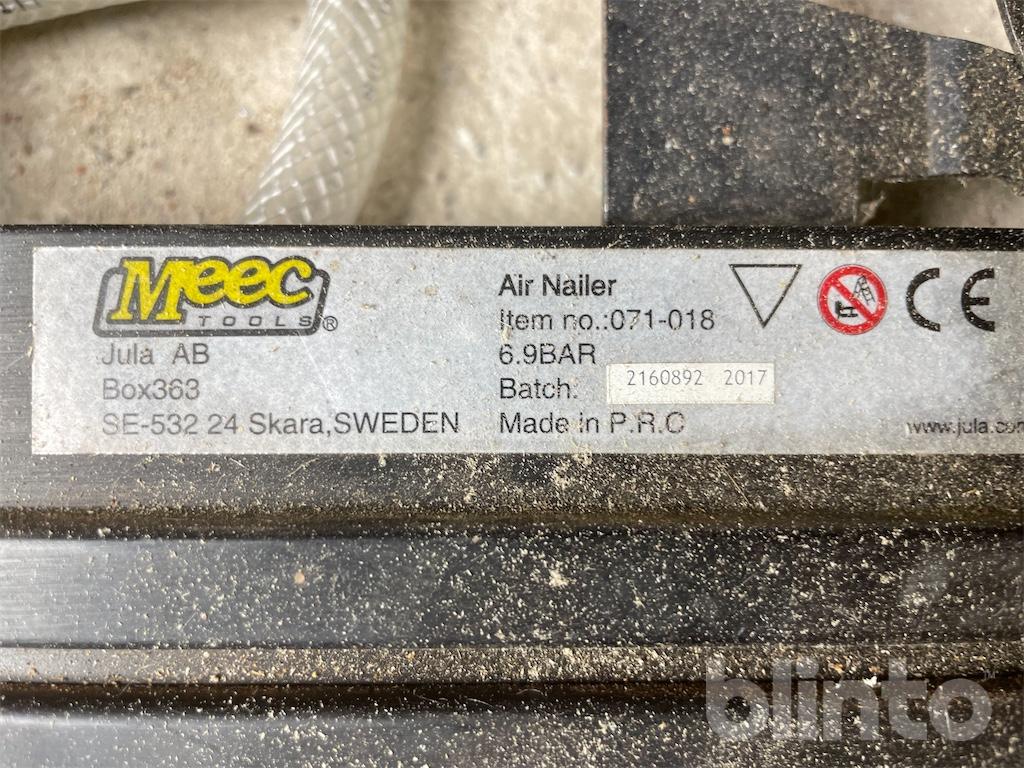 Meec
TOOLS®
Jula AB
Box363
SE-532 24 Skara,SWEDEN
Air Nailer
Item no.:071-018
6.9BAR
Batch: 2160892 2017
Made in P.R.C
CE
www.jula.com
blinto™